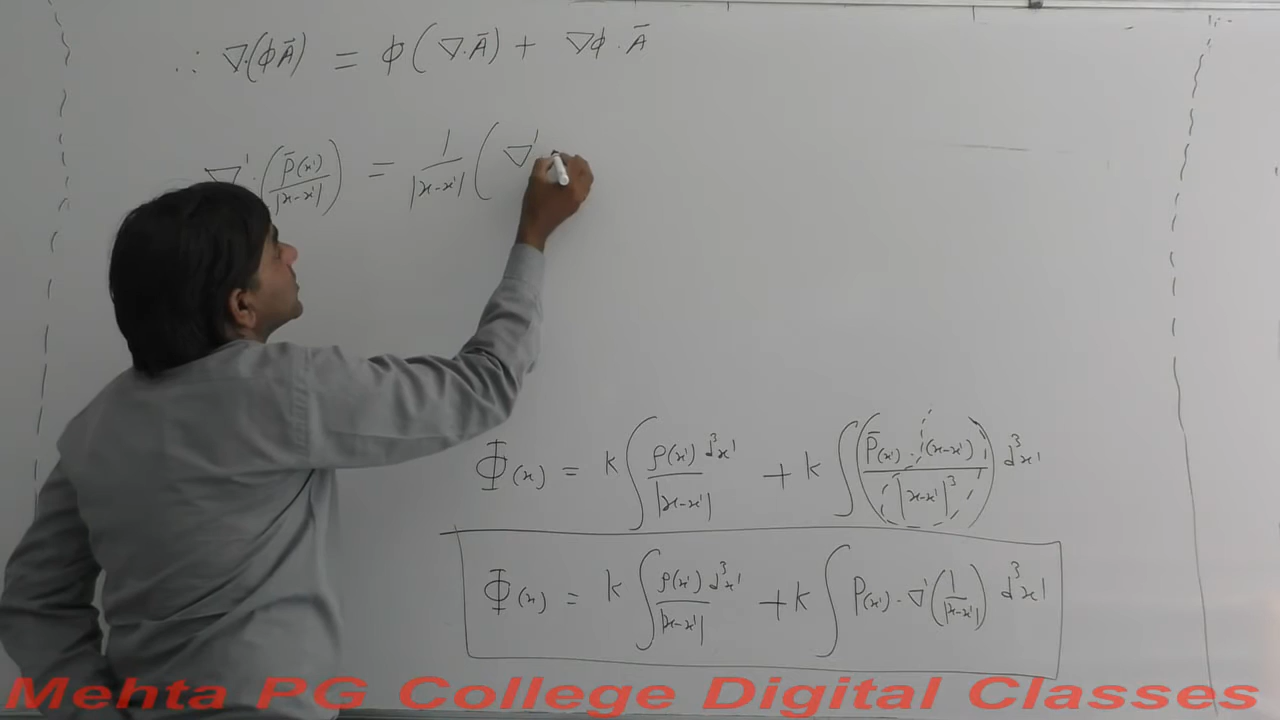 ∴ ∇·(ϕA̅) = ϕ(∇·A̅) + ∇ϕ·A̅
∇'·(P̅(x')/|x-x'|) = 1/|x-x'| (∇'·
Φ(x) = k ∫ ρ(x') d³x'/|x-x'| + k ∫ (P̅(x')·(x-x')/|x-x'|³) d³x'
Φ(x) = k ∫ ρ(x') d³x'/|x-x'| + k ∫ P(x')·∇'(1/|x-x'|) d³x'
Mehta PG College Digital Classes